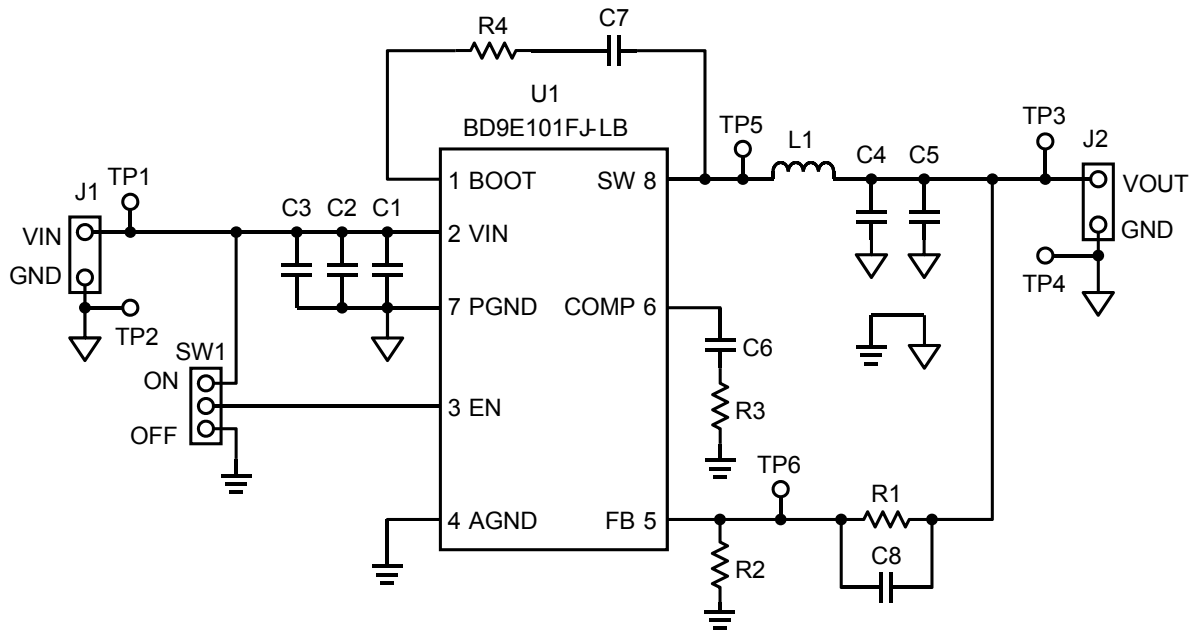 R4
C7
U1
BD9E101FJ-LB
TP5
L1
C4
C5
TP3
J2
J1
TP1
1 BOOT
SW 8
VOUT
C3
C2
C1
VIN
2 VIN
GND
GND
TP4
TP2
7 PGND
COMP 6
C6
SW1
ON
R3
3 EN
OFF
TP6
R1
4 AGND
FB 5
C8
R2